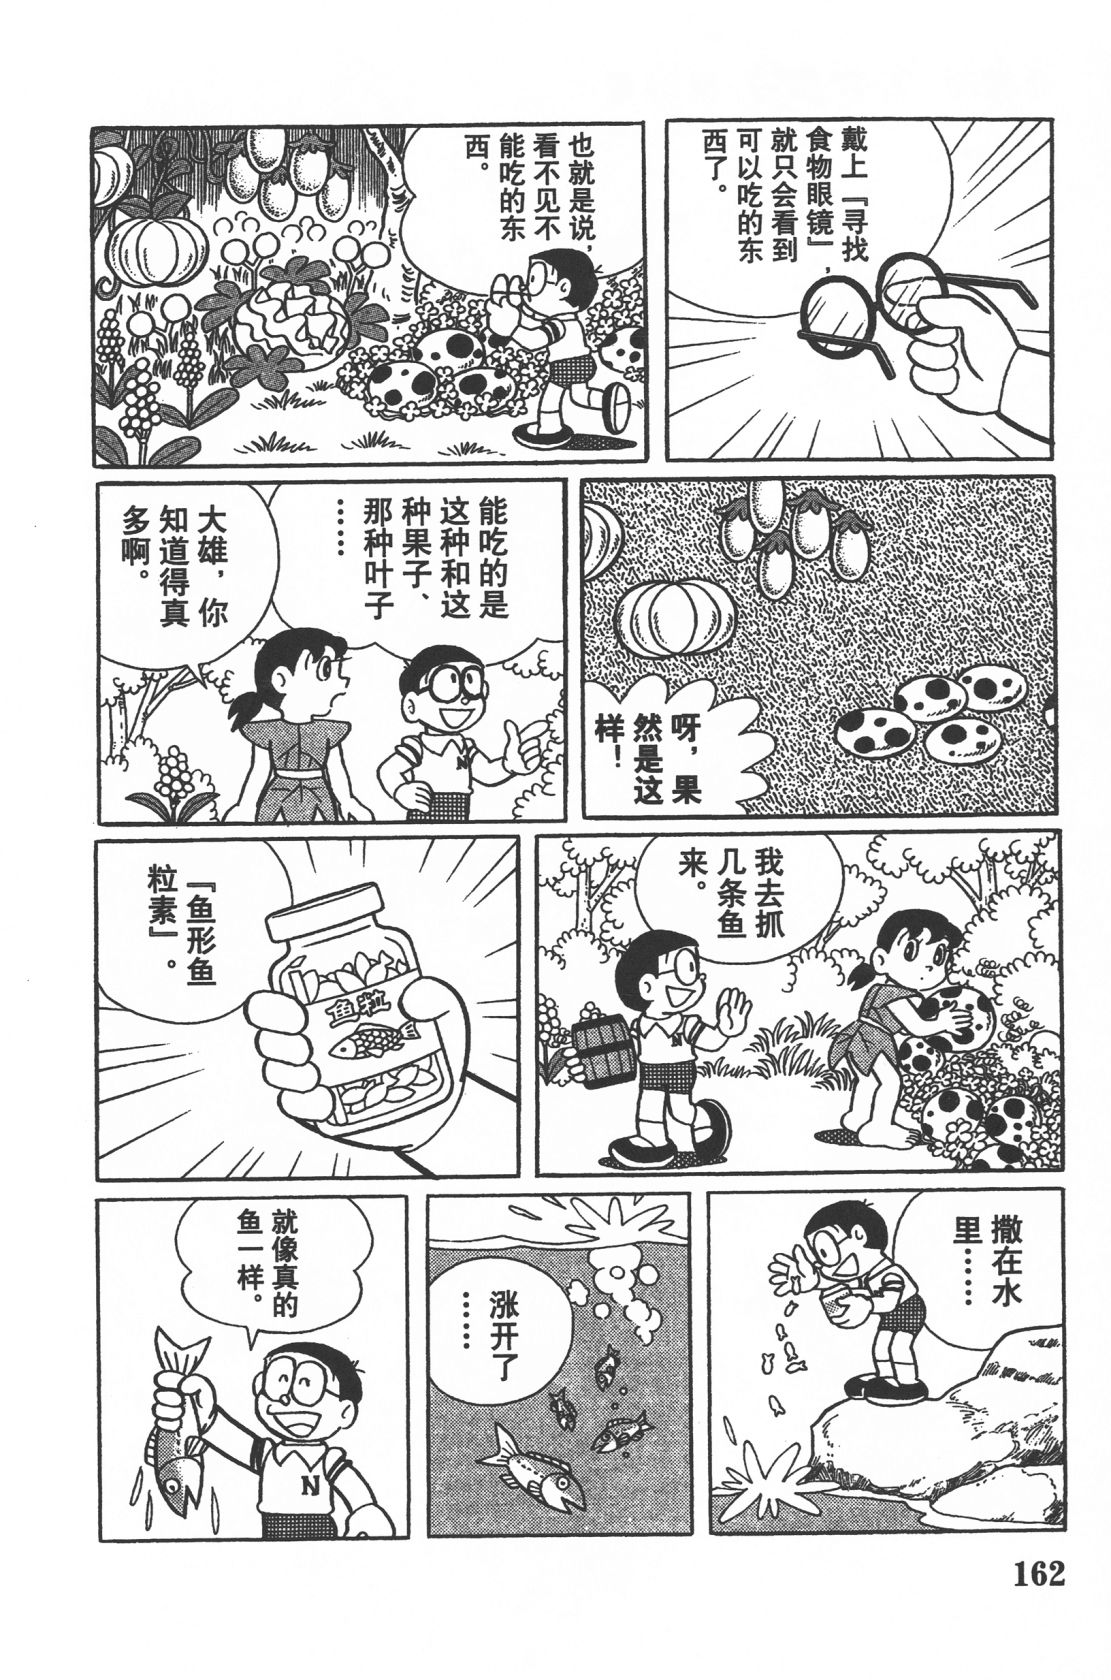 戴上『寻找
食物眼镜』,
就只会看到
可以吃的东
西了。
也就是说,
看不见不
能吃的东
西。
呀,果
然是这
样!
能吃的是
这种和这
种果子、
那种叶子
……
大雄,你
知道得真
多啊。
我去抓
几条鱼
来。
『鱼形鱼
粒素』。
鱼粒
撒在水
里……
涨开了
……
就像真的
鱼一样。
N
N
N
162